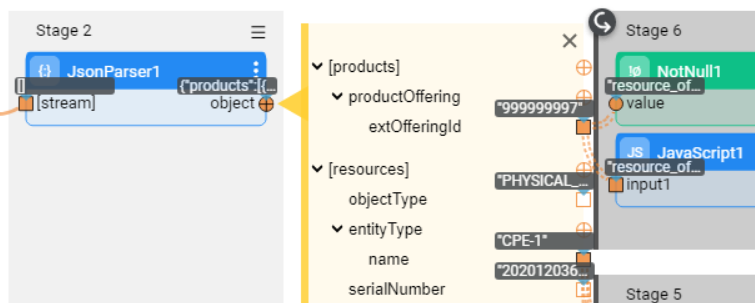 Stage 2
{·} JsonParser1
[]
{"products":[{...
[stream]
object
[products]
productOffering
"999999997"
extOfferingId
[resources]
"PHYSICAL_...
objectType
entityType
"CPE-1"
name
"202012036...
serialNumber
Stage 6
!ø NotNull1
"resource_of...
value
JS JavaScript1
"resource_of...
input1
Stage 5